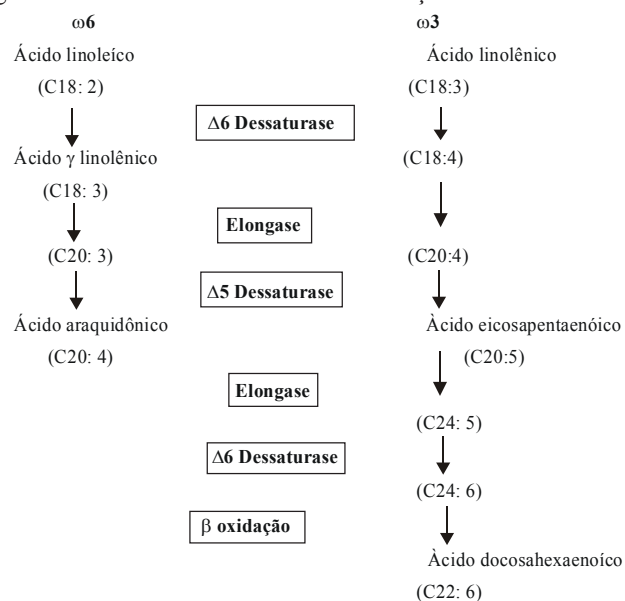 ω6
ω3
Ácido linoleíco
Ácido linolênico
(C18: 2)
(C18:3)
Δ6 Dessaturase
Ácido γ linolênico
(C18:4)
(C18: 3)
Elongase
(C20: 3)
(C20:4)
Δ5 Dessaturase
Ácido araquidônico
Àcido eicosapentaenóico
(C20: 4)
(C20:5)
Elongase
(C24: 5)
Δ6 Dessaturase
(C24: 6)
β oxidação
Àcido docosahexaenoíco
(C22: 6)